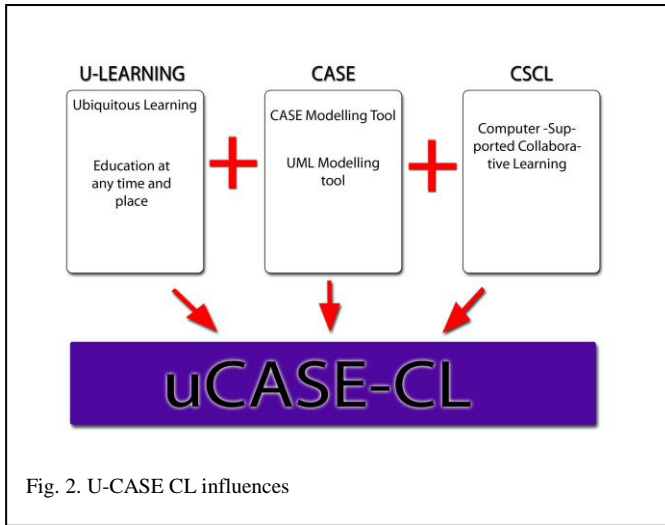 U-LEARNING
CASE
CSCL
Ubiquitous Learning
Education at
any time and
place
CASE Modelling Tool
UML Modelling
tool
Computer -Sup-
ported Collabora-
tive Learning
uCASE-CL
Fig. 2. U-CASE CL influences